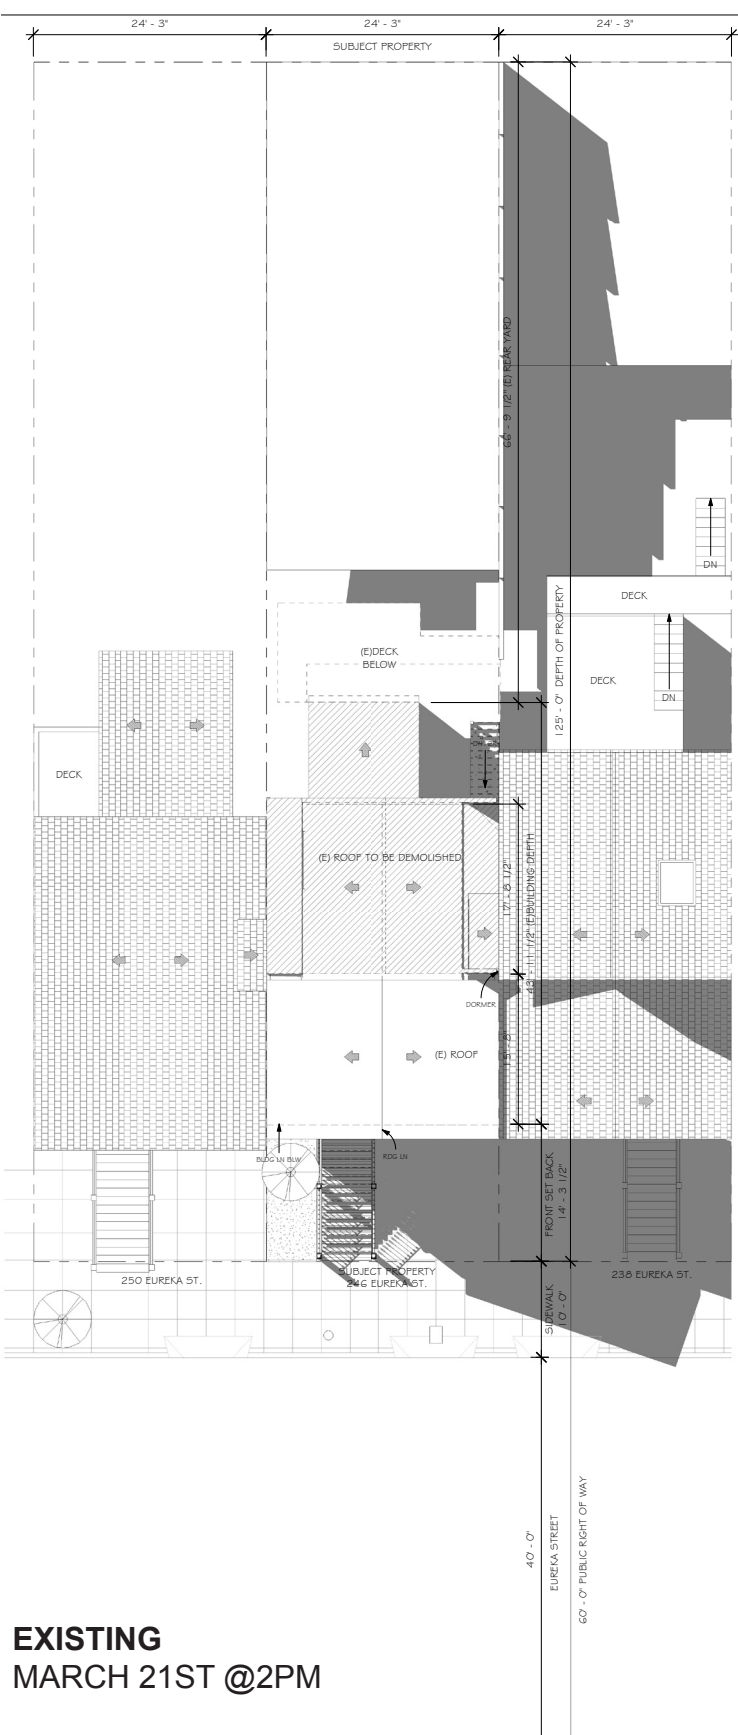 24' - 3"
24' - 3"
24' - 3"
SUBJECT PROPERTY
66' - 9 1/2" (E) REAR YARD
DN
DECK
125' - 0" DEPTH OF PROPERTY
(E)DECK
BELOW
DECK
DN
DECK
(E) ROOF TO BE DEMOLISHED
17' - 8 1/2"
43' - 11 1/2" (E)BUILDING DEPTH
DORMER
15' - 8"
(E) ROOF
BLDG LN BLW
RDG LN
FRONT SET BACK
14' - 3 1/2"
250 EUREKA ST.
SUBJECT PROPERTY
246 EUREKA ST.
238 EUREKA ST.
SIDEWALK
10' - 0"
40' - 0"
EUREKA STREET
60' - 0" PUBLIC RIGHT OF WAY
EXISTING
MARCH 21ST @2PM